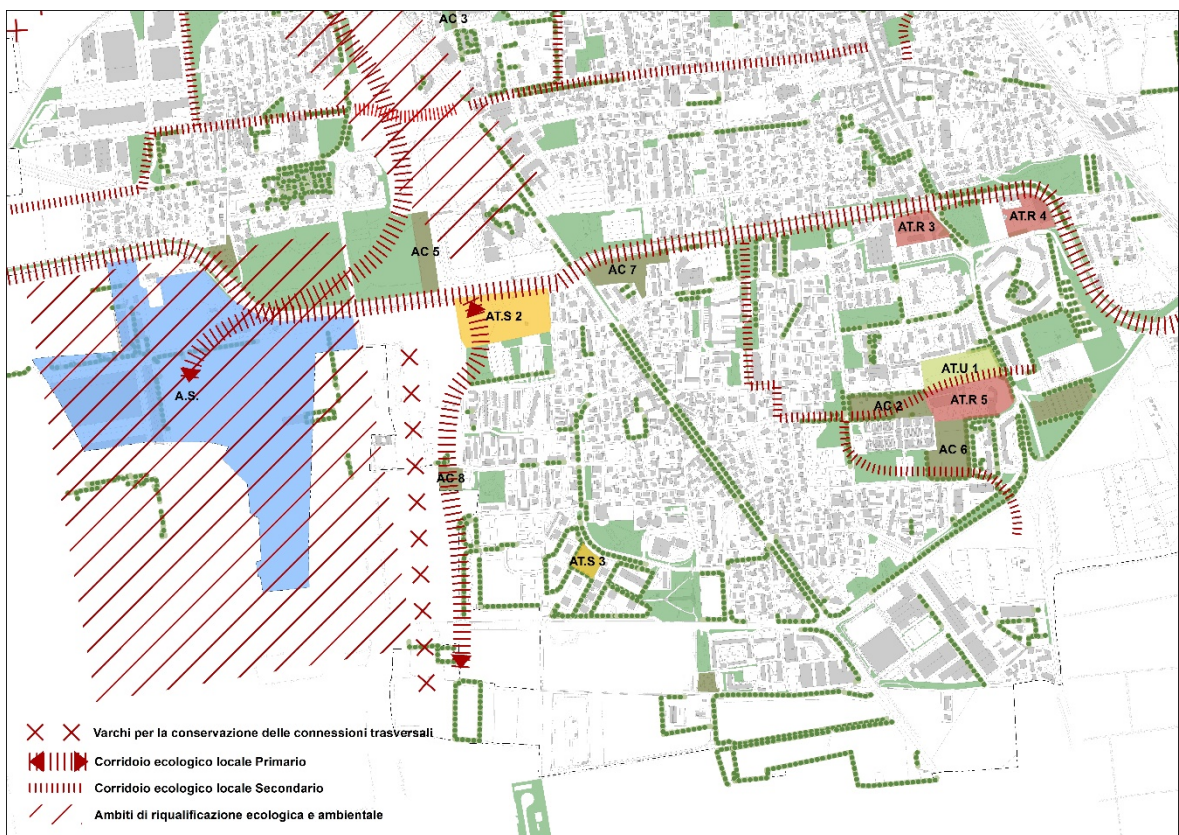 AC 3
AT.R 3
AT.R 4
AC 5
AC 7
AT.S 2
AT.U 1
A.S.
AC 2
AT.R 5
AC 6
AC 8
AT.S 3
Varchi per la conservazione delle connessioni trasversali
Corridoio ecologico locale Primario
Corridoio ecologico locale Secondario
Ambiti di riqualificazione ecologica e ambientale